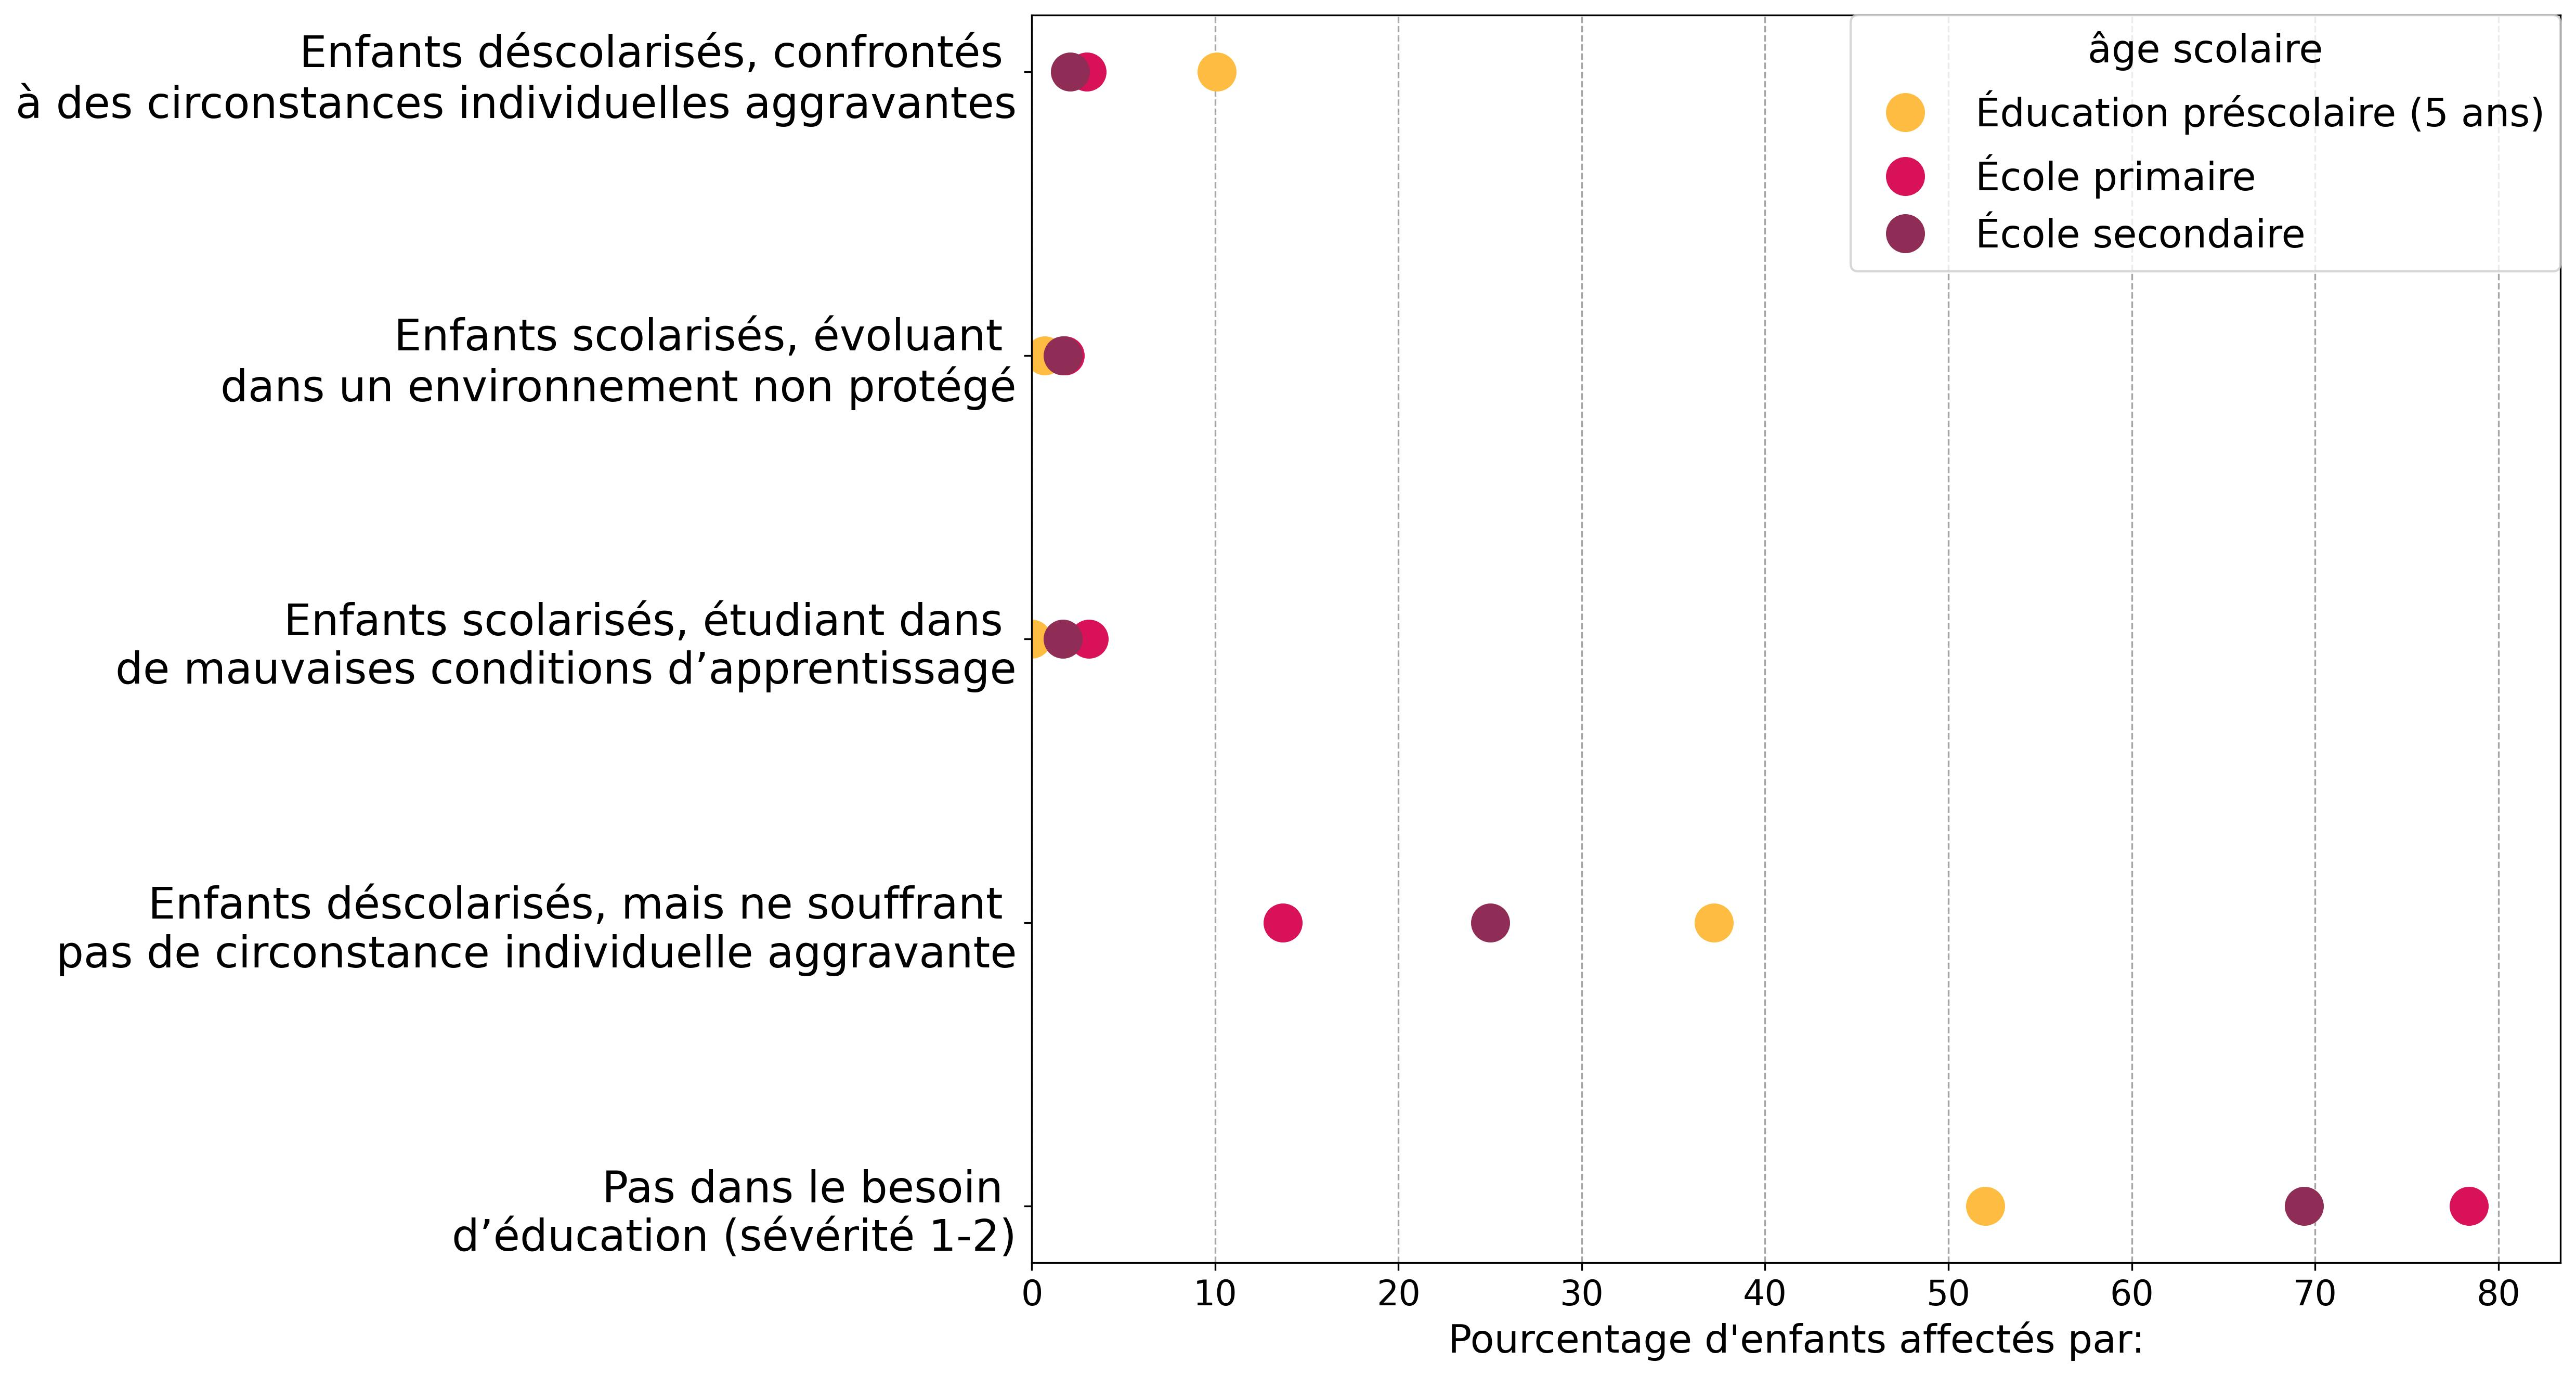 Enfants déscolarisés, confrontés
à des circonstances individuelles aggravantes
Enfants scolarisés, évoluant
dans un environnement non protégé
Enfants scolarisés, étudiant dans
de mauvaises conditions d’apprentissage
Enfants déscolarisés, mais ne souffrant
pas de circonstance individuelle aggravante
Pas dans le besoin
d’éducation (sévérité 1-2)
âge scolaire
Éducation préscolaire (5 ans)
École primaire
École secondaire
0 10 20 30 40 50 60 70 80
Pourcentage d'enfants affectés par: